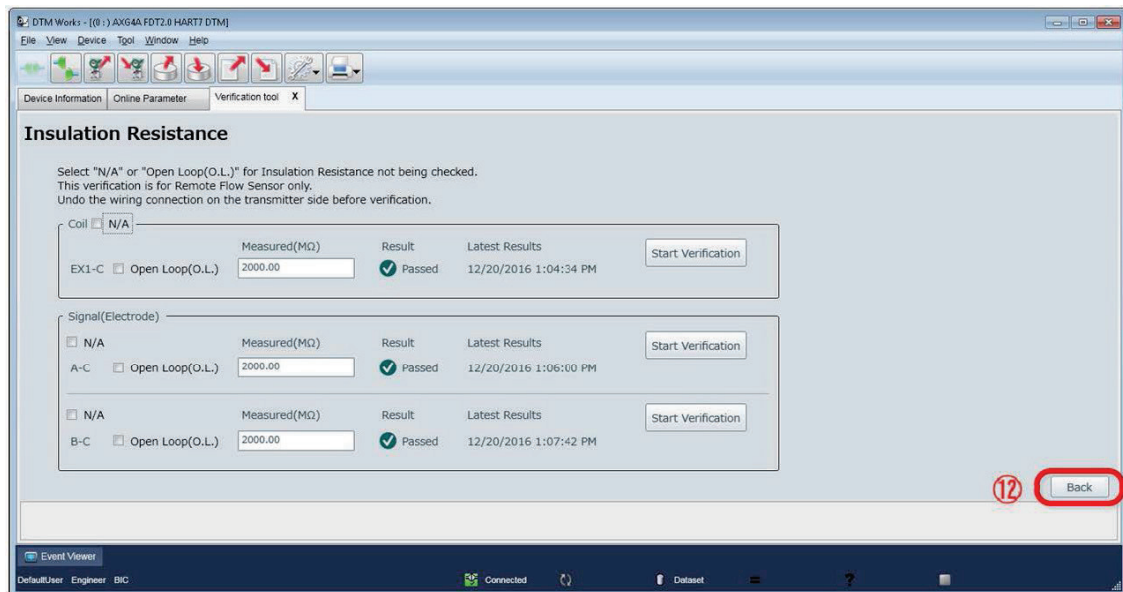 DTM Works - [(0 : ) AXG4A FDT2.0 HART7 DTM]
File View Device Tool Window Help
Device Information Online Parameter Verification tool X
Insulation Resistance
Select "N/A" or "Open Loop(O.L.)" for Insulation Resistance not being checked.
This verification is for Remote Flow Sensor only.
Undo the wiring connection on the transmitter side before verification.
Coil N/A
Measured(MΩ) Result Latest Results Start Verification
EX1-C Open Loop(O.L.) 2000.00 Passed 12/20/2016 1:04:34 PM
Signal(Electrode)
N/A Measured(MΩ) Result Latest Results Start Verification
A-C Open Loop(O.L.) 2000.00 Passed 12/20/2016 1:06:00 PM
N/A Measured(MΩ) Result Latest Results Start Verification
B-C Open Loop(O.L.) 2000.00 Passed 12/20/2016 1:07:42 PM
⑫ Back
Event Viewer
DefaultUser Engineer BIC Connected Dataset = ?